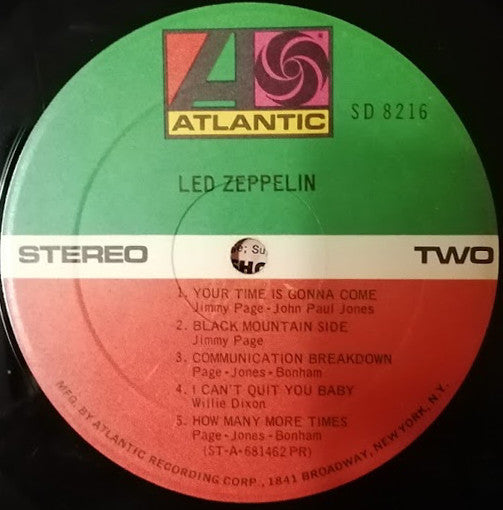 ATLANTIC
SD 8216
LED ZEPPELIN
STEREO
TWO
Su
1. YOUR TIME IS GONNA COME
Jimmy Page - John Paul Jones
2. BLACK MOUNTAIN SIDE
Jimmy Page
3. COMMUNICATION BREAKDOWN
Page - Jones - Bonham
4. I CAN'T QUIT YOU BABY
Willie Dixon
5. HOW MANY MORE TIMES
Page - Jones - Bonham
(ST-A-681462 PR)
MFG. BY ATLANTIC RECORDING CORP., 1841 BROADWAY, NEW YORK, N.Y.